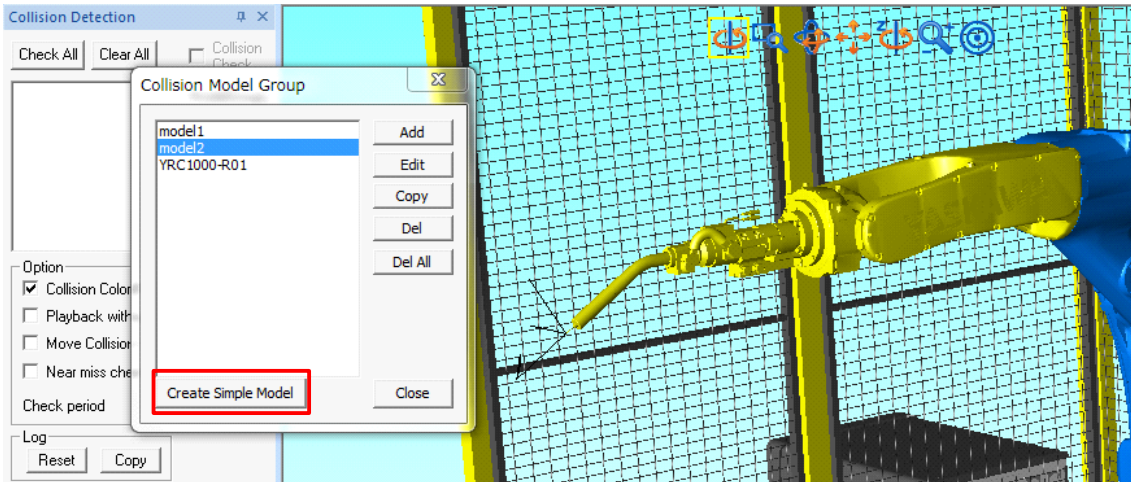 Collision Detection
Check All
Clear All
Collision
Check
Collision Model Group
model1
model2
YRC1000-R01
Add
Edit
Copy
Del
Del All
Option
Collision Color
Playback with
Move Collision
Near miss che
Check period
Create Simple Model
Close
Log
Reset
Copy